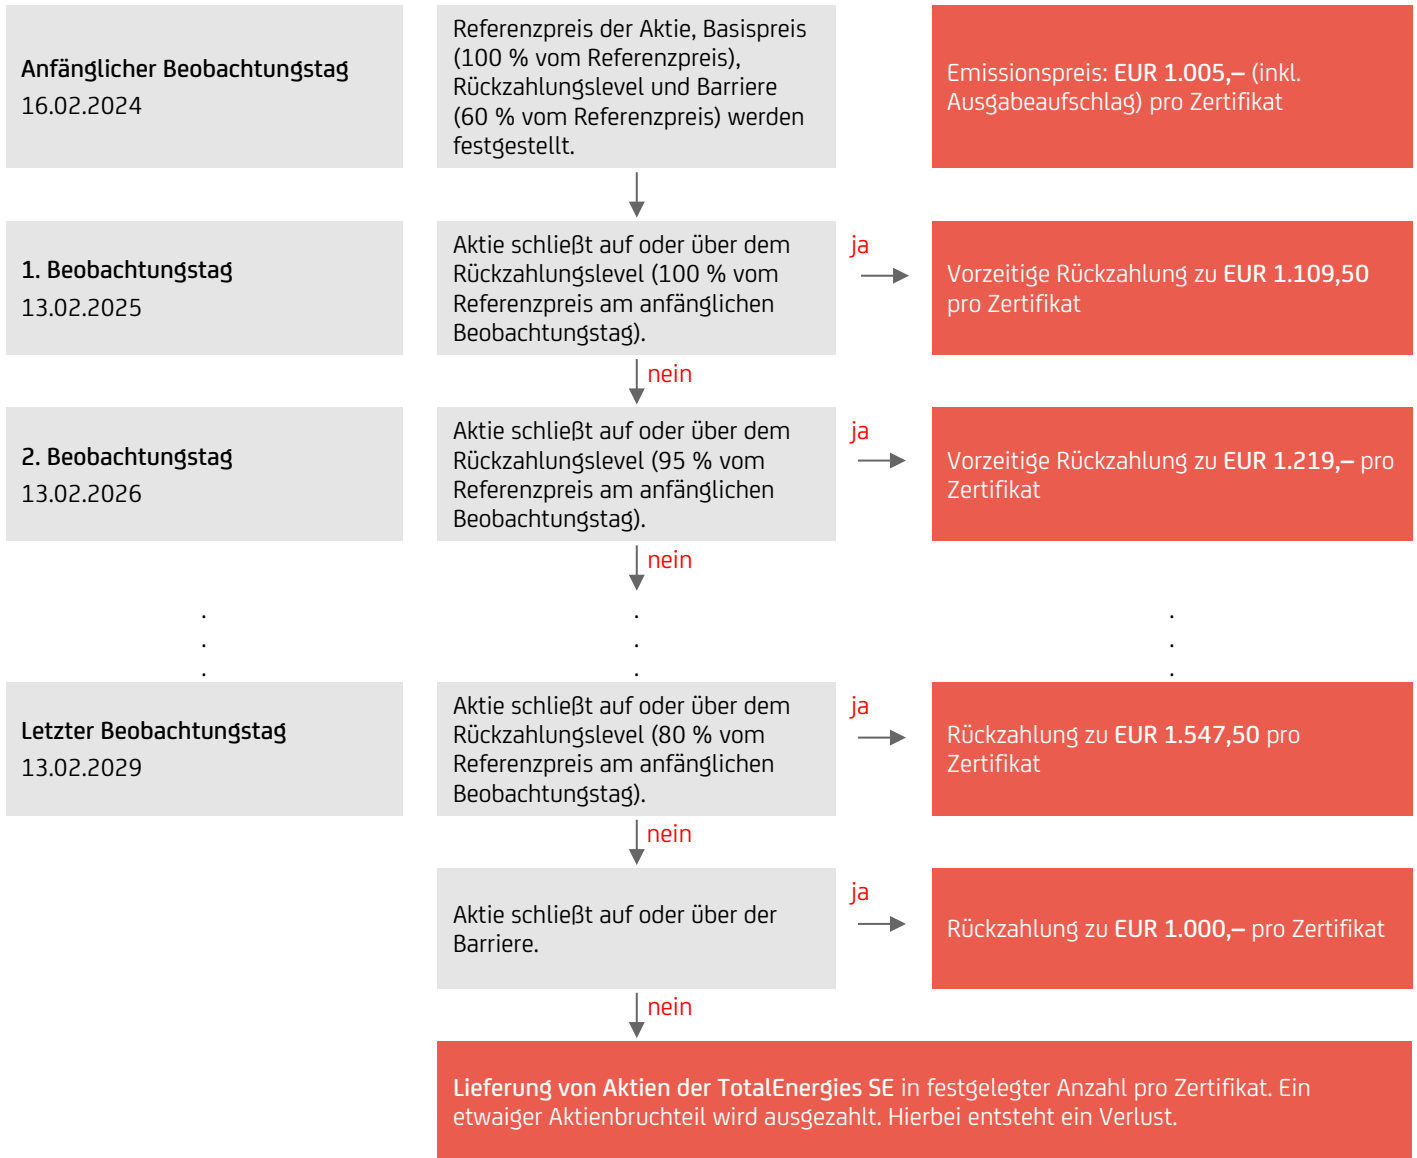 Anfänglicher Beobachtungstag
16.02.2024
Referenzpreis der Aktie, Basispreis
(100 % vom Referenzpreis),
Rückzahlungslevel und Barriere
(60 % vom Referenzpreis) werden
festgestellt.
Emissionspreis: EUR 1.005,– (inkl.
Ausgabeaufschlag) pro Zertifikat
1. Beobachtungstag
13.02.2025
Aktie schließt auf oder über dem
Rückzahlungslevel (100 % vom
Referenzpreis am anfänglichen
Beobachtungstag).
ja
Vorzeitige Rückzahlung zu EUR 1.109,50
pro Zertifikat
nein
2. Beobachtungstag
13.02.2026
Aktie schließt auf oder über dem
Rückzahlungslevel (95 % vom
Referenzpreis am anfänglichen
Beobachtungstag).
ja
Vorzeitige Rückzahlung zu EUR 1.219,– pro
Zertifikat
nein
. . .
. . .
. . .
Letzter Beobachtungstag
13.02.2029
Aktie schließt auf oder über dem
Rückzahlungslevel (80 % vom
Referenzpreis am anfänglichen
Beobachtungstag).
ja
Rückzahlung zu EUR 1.547,50 pro
Zertifikat
nein
Aktie schließt auf oder über der
Barriere.
ja
Rückzahlung zu EUR 1.000,– pro Zertifikat
nein
Lieferung von Aktien der TotalEnergies SE in festgelegter Anzahl pro Zertifikat. Ein
etwaiger Aktienbruchteil wird ausgezahlt. Hierbei entsteht ein Verlust.